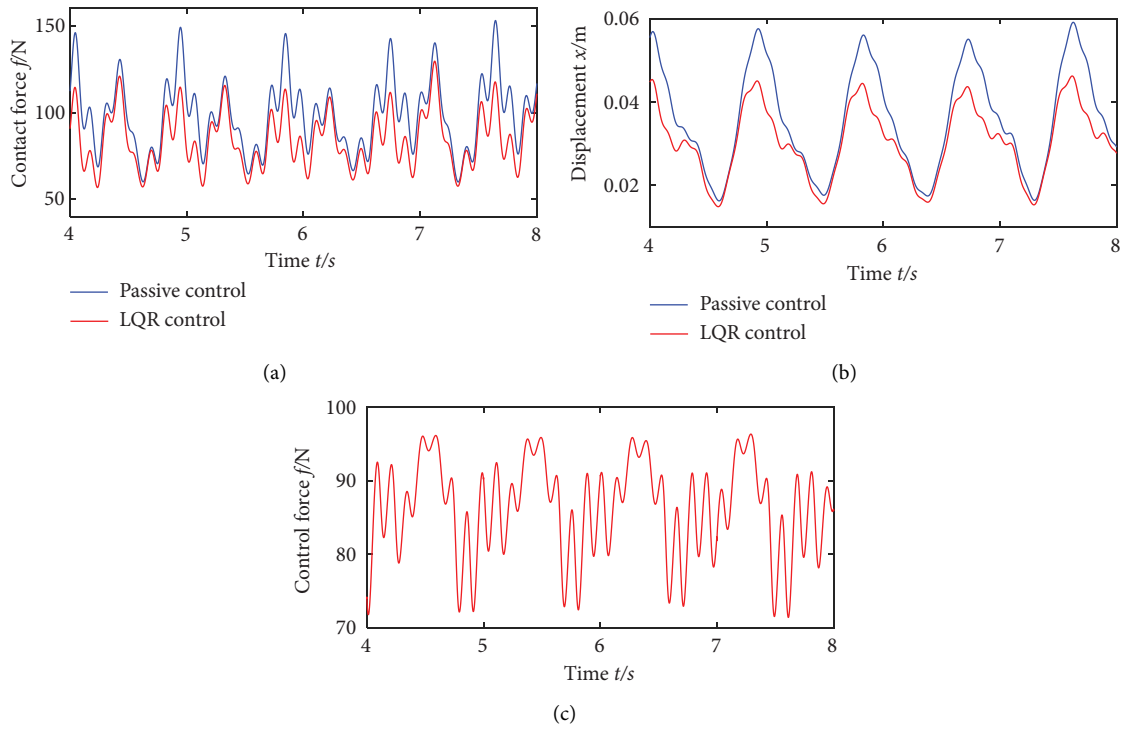 150
100
50
Contact force f/N
4 5 6 7 8
Time t/s
Passive control
LQR control
(a)
0.06
0.04
0.02
Displacement x/m
4 5 6 7 8
Time t/s
Passive control
LQR control
(b)
100
90
80
70
Control force f/N
4 5 6 7 8
Time t/s
(c)